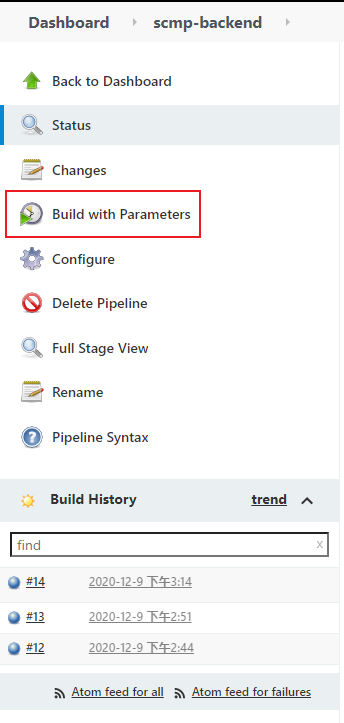 Dashboard scmp-backend
Back to Dashboard
Status
Changes
Build with Parameters
Configure
Delete Pipeline
Full Stage View
Rename
Pipeline Syntax
Build History trend
find x
#14 2020-12-9 下午3:14
#13 2020-12-9 下午2:51
#12 2020-12-9 下午2:44
Atom feed for all Atom feed for failures